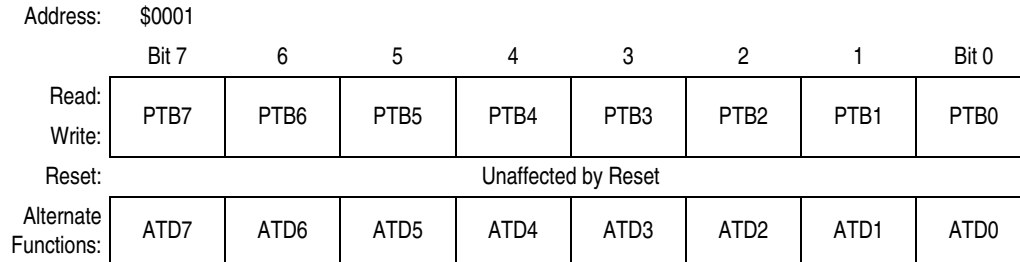 Address: $0001
Bit 7 6 5 4 3 2 1 Bit 0
Read:
PTB7 PTB6 PTB5 PTB4 PTB3 PTB2 PTB1 PTB0
Write:
Reset: Unaffected by Reset
Alternate
Functions: ATD7 ATD6 ATD5 ATD4 ATD3 ATD2 ATD1 ATD0